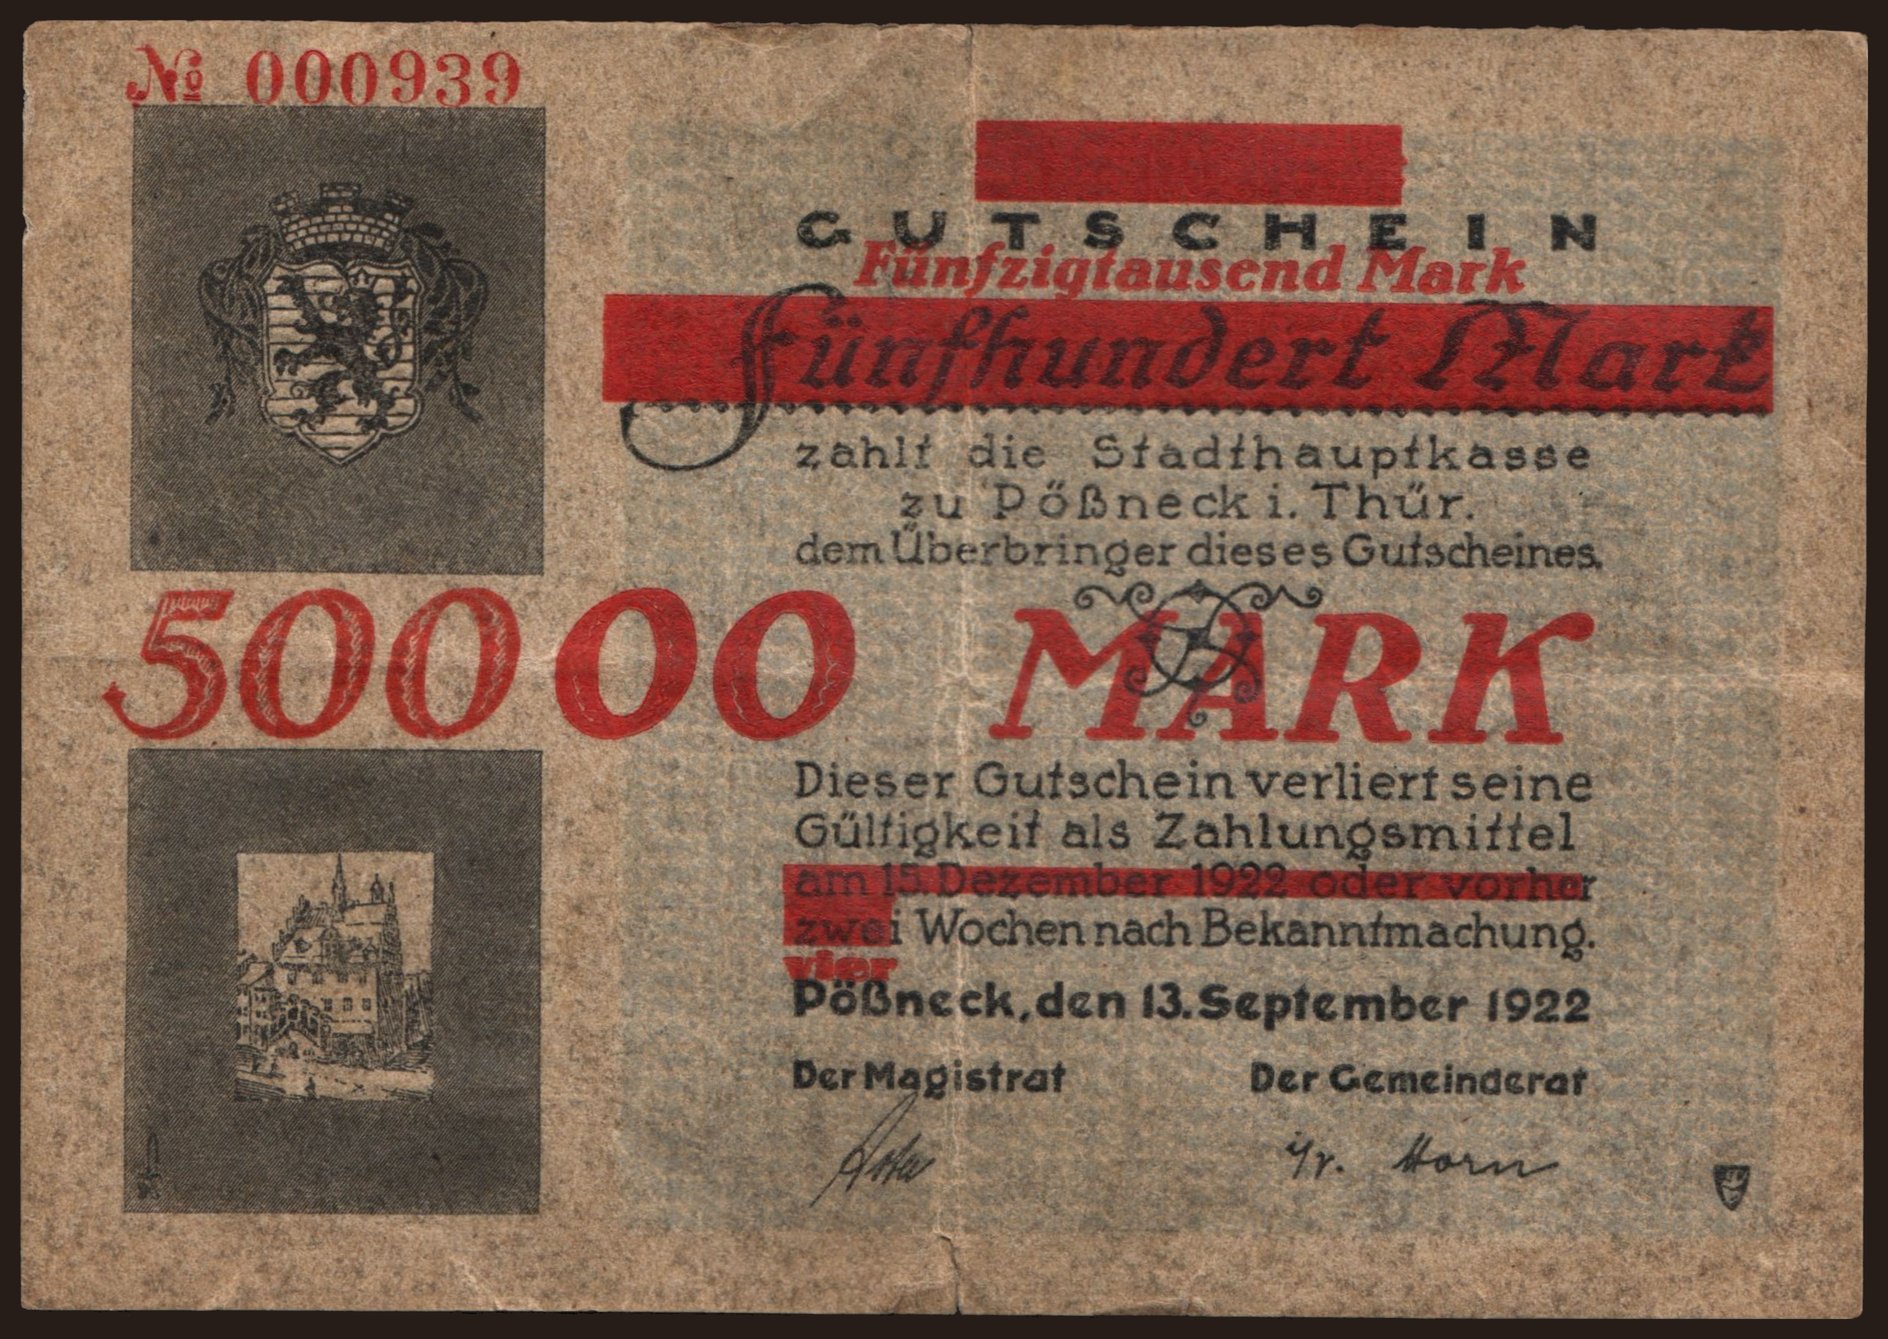 № 000939
GUTSCHEIN
Fünfzigtausend Mark
Fünfhundert Mark
zahlt die Stadthauptkasse
zu Pößneck i. Thür.
dem Überbringer dieses Gutscheines.
50000 MARK
Dieser Gutschein verliert seine
Gültigkeit als Zahlungsmittel
am 15. Dezember 1922 oder vorher
zwei Wochen nach Bekanntmachung.
vier
Pößneck, den 13. September 1922
Der Magistrat Der Gemeinderat
Horn